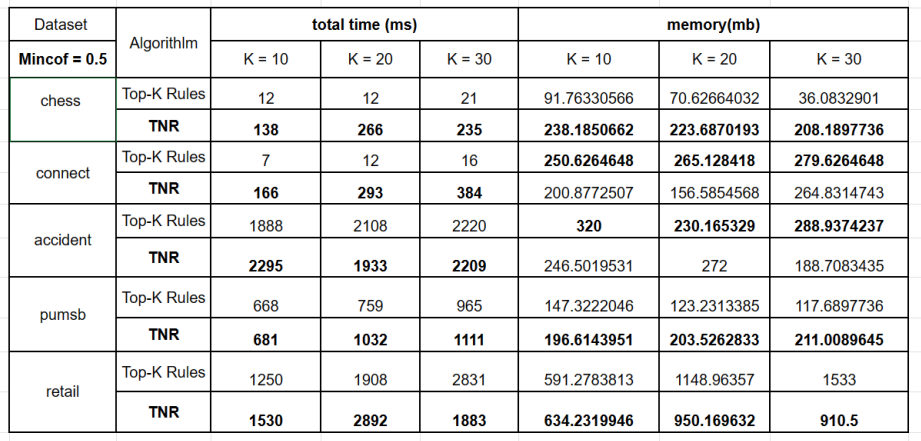 Dataset Algorithlm total time (ms) memory(mb)
Mincof = 0.5 K = 10 K = 20 K = 30 K = 10 K = 20 K = 30
chess Top-K Rules 12 12 21 91.76330566 70.62664032 36.0832901
TNR 138 266 235 238.1850662 223.6870193 208.1897736
connect Top-K Rules 7 12 16 250.6264648 265.128418 279.6264648
TNR 166 293 384 200.8772507 156.5854568 264.8314743
accident Top-K Rules 1888 2108 2220 320 230.165329 288.9374237
TNR 2295 1933 2209 246.5019531 272 188.7083435
pumsb Top-K Rules 668 759 965 147.3222046 123.2313385 117.6897736
TNR 681 1032 1111 196.6143951 203.5262833 211.0089645
retail Top-K Rules 1250 1908 2831 591.2783813 1148.96357 1533
TNR 1530 2892 1883 634.2319946 950.169632 910.5